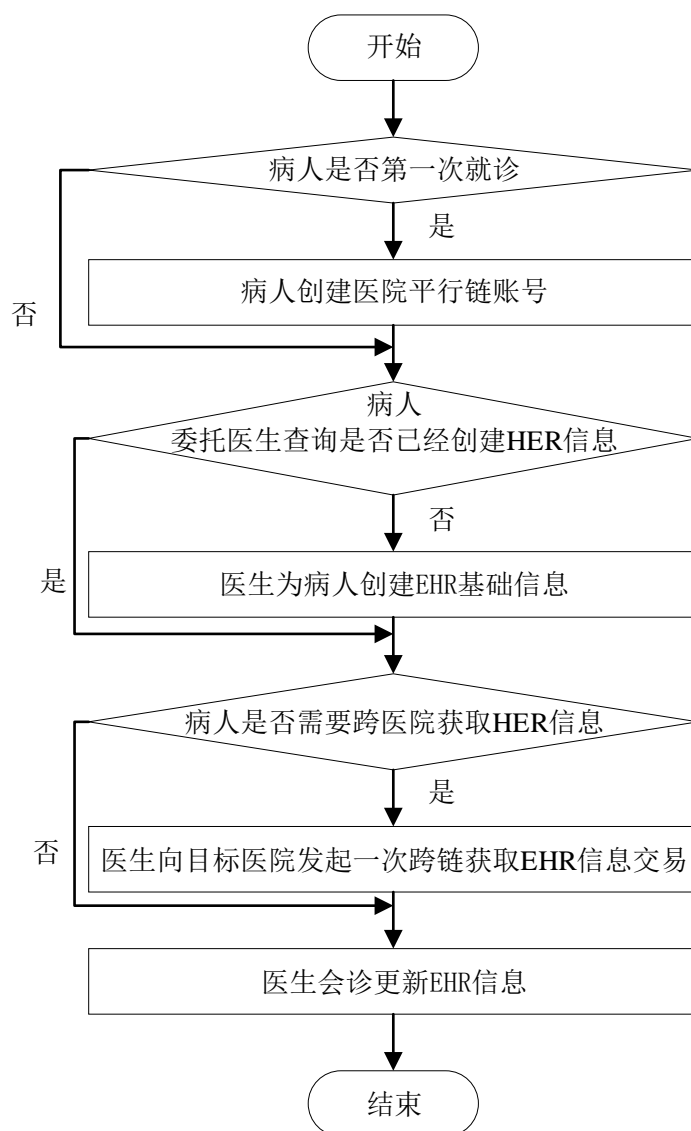 开始
病人是否第一次就诊
是
病人创建医院平行链账号
否
病人
委托医生查询是否已经创建HER信息
否
医生为病人创建EHR基础信息
是
病人是否需要跨医院获取HER信息
是
医生向目标医院发起一次跨链获取EHR信息交易
否
医生会诊更新EHR信息
结束